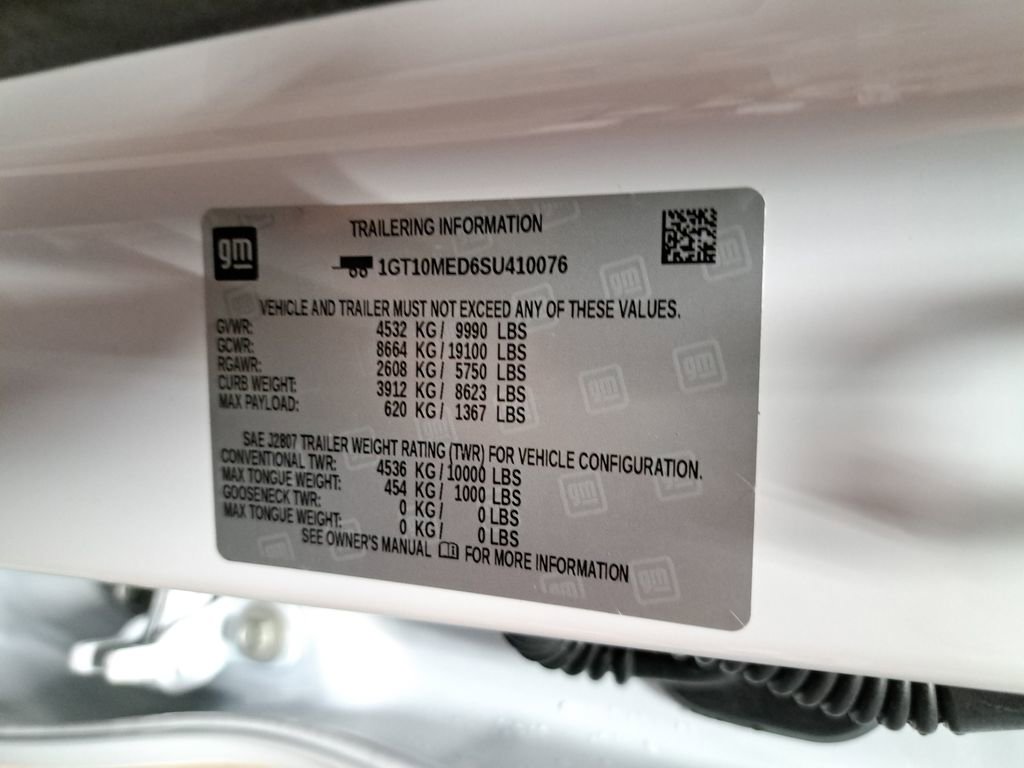 gm
TRAILERING INFORMATION
1GT10MED6SU410076
VEHICLE AND TRAILER MUST NOT EXCEED ANY OF THESE VALUES.
GVWR: 4532 KG/ 9990 LBS
GCWR: 8664 KG/ 19100 LBS
RGAWR: 2608 KG/ 5750 LBS
CURB WEIGHT: 3912 KG/ 8623 LBS
MAX PAYLOAD: 620 KG/ 1367 LBS
SAE J2807 TRAILER WEIGHT RATING (TWR) FOR VEHICLE CONFIGURATION.
CONVENTIONAL TWR: 4536 KG/ 10000 LBS
MAX TONGUE WEIGHT: 454 KG/ 1000 LBS
GOOSENECK TWR: 0 KG/ 0 LBS
MAX TONGUE WEIGHT: 0 KG/ 0 LBS
SEE OWNER'S MANUAL FOR MORE INFORMATION